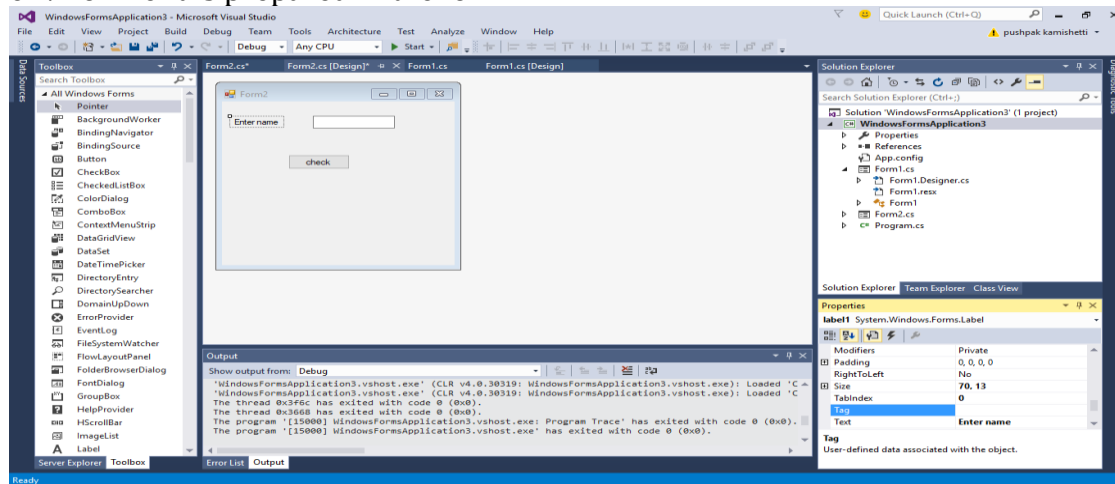 WindowsFormsApplication3 - Microsoft Visual Studio
Quick Launch (Ctrl+Q)
File Edit View Project Build Debug Team Tools Architecture Test Analyze Window Help
pushpak kamishetti
Debug Any CPU Start
Data Sources
Toolbox
Search Toolbox
All Windows Forms
Pointer
BackgroundWorker
BindingNavigator
BindingSource
Button
CheckBox
CheckedListBox
ColorDialog
ComboBox
ContextMenuStrip
DataGridView
DataSet
DateTimePicker
DirectoryEntry
DirectorySearcher
DomainUpDown
ErrorProvider
EventLog
FileSystemWatcher
FlowLayoutPanel
FolderBrowserDialog
FontDialog
GroupBox
HelpProvider
HScrollBar
ImageList
Label
Server Explorer Toolbox
Form2.cs* Form2.cs [Design]* Form1.cs Form1.cs [Design]
Form2
Enter name
check
Output
Show output from: Debug
'WindowsFormsApplication3.vshost.exe' (CLR v4.0.30319: WindowsFormsApplication3.vshost.exe): Loaded 'C
'WindowsFormsApplication3.vshost.exe' (CLR v4.0.30319: WindowsFormsApplication3.vshost.exe): Loaded 'C
The thread 0x3f6c has exited with code 0 (0x0).
The thread 0x3668 has exited with code 0 (0x0).
The program '[15000] WindowsFormsApplication3.vshost.exe: Program Trace' has exited with code 0 (0x0).
The program '[15000] WindowsFormsApplication3.vshost.exe' has exited with code 0 (0x0).
Error List Output
Solution Explorer
Search Solution Explorer (Ctrl+;)
Solution 'WindowsFormsApplication3' (1 project)
WindowsFormsApplication3
Properties
References
App.config
Form1.cs
Form1.Designer.cs
Form1.resx
Form1
Form2.cs
Program.cs
Solution Explorer Team Explorer Class View
Properties
label1 System.Windows.Forms.Label
Modifiers Private
Padding 0, 0, 0, 0
RightToLeft No
Size 70, 13
TabIndex 0
Tag
Text Enter name
Tag
User-defined data associated with the object.
Diagnostic Tools
Ready